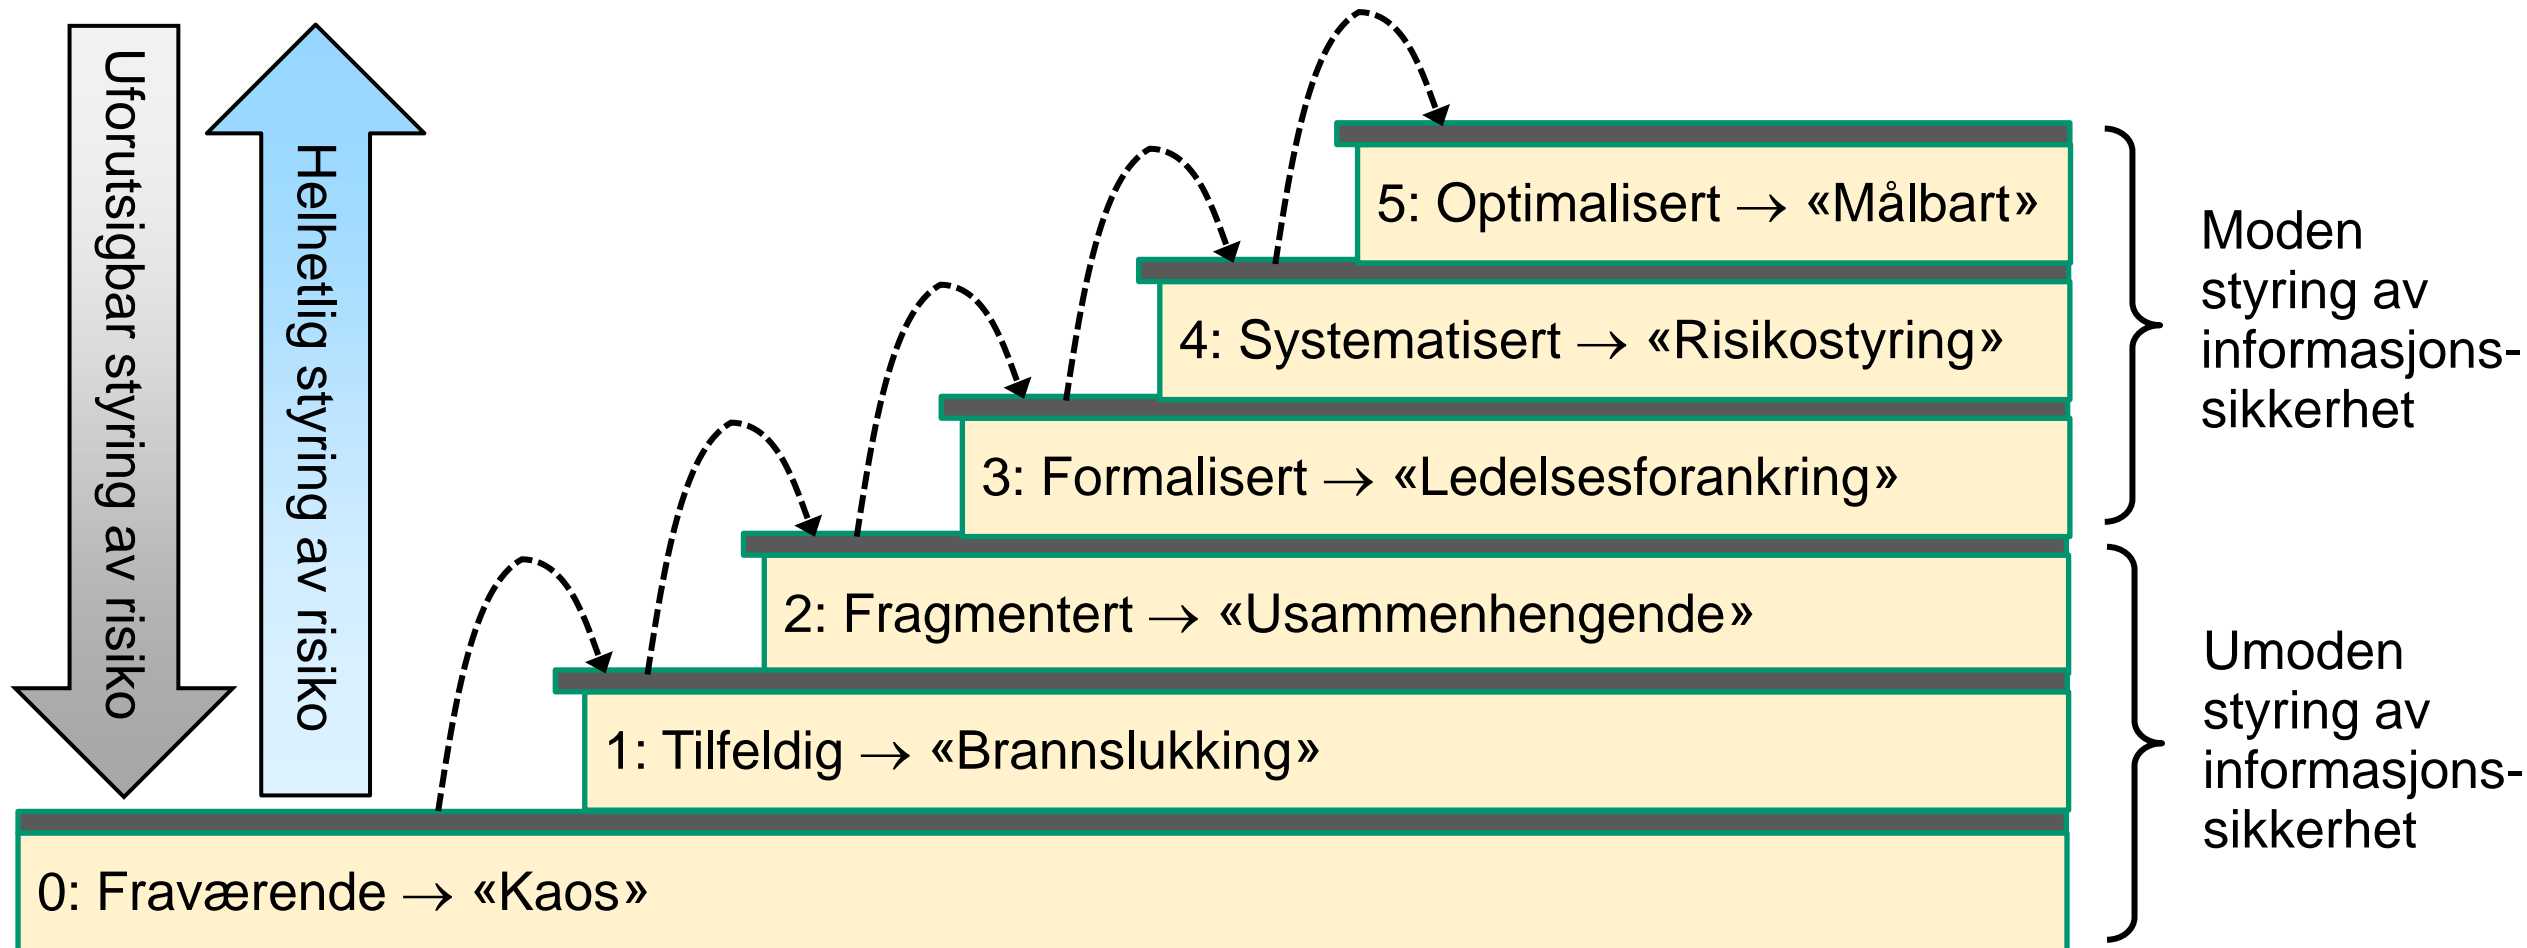 Uforutsigbar styring av risiko
Helhetlig styring av risiko
5: Optimalisert → «Målbart»
4: Systematisert → «Risikostyring»
3: Formalisert → «Ledelsesforankring»
2: Fragmentert → «Usammenhengende»
1: Tilfeldig → «Brannslukking»
0: Fraværende → «Kaos»
Moden
styring av
informasjons-
sikkerhet
Umoden
styring av
informasjons-
sikkerhet